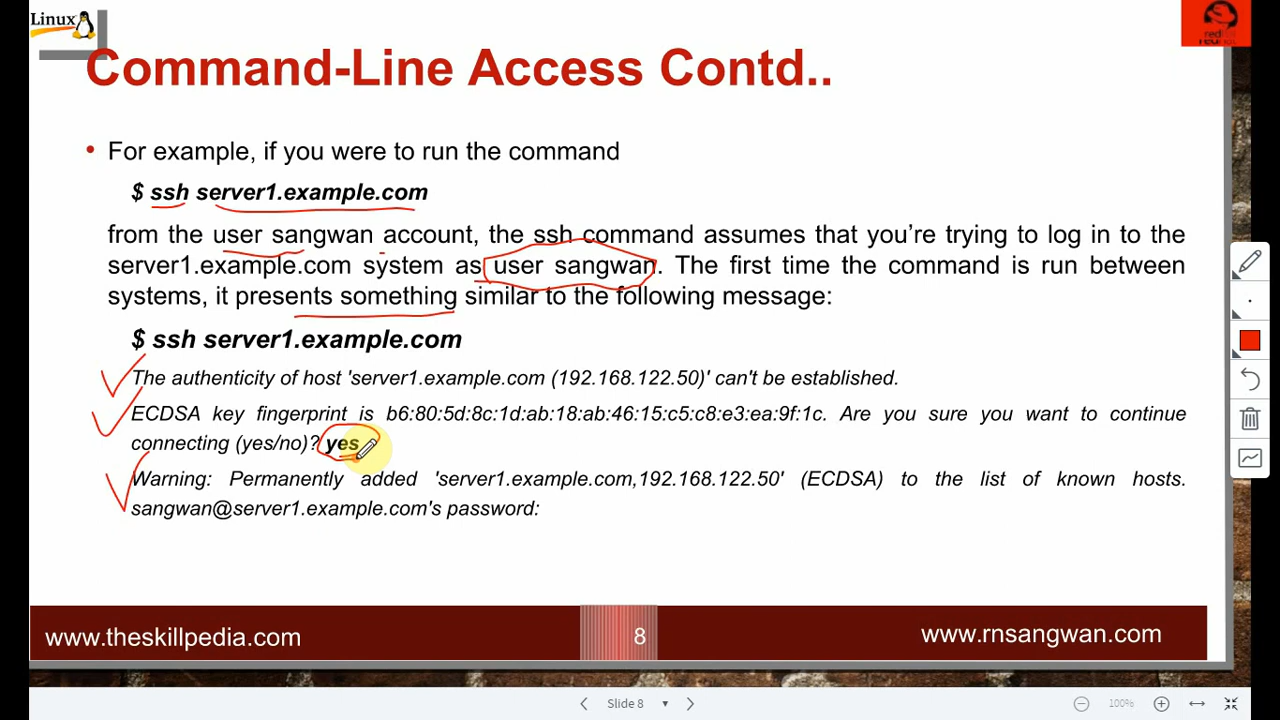 Linux
red
Command-Line Access Contd..
• For example, if you were to run the command
$ ssh server1.example.com
from the user sangwan account, the ssh command assumes that you’re trying to log in to the
server1.example.com system as user sangwan. The first time the command is run between
systems, it presents something similar to the following message:
$ ssh server1.example.com
The authenticity of host 'server1.example.com (192.168.122.50)' can't be established.
ECDSA key fingerprint is b6:80:5d:8c:1d:ab:18:ab:46:15:c5:c8:e3:ea:9f:1c. Are you sure you want to continue
connecting (yes/no)? yes
Warning: Permanently added 'server1.example.com,192.168.122.50' (ECDSA) to the list of known hosts.
sangwan@server1.example.com's password:
www.theskillpedia.com
8
www.rnsangwan.com
Slide 8
100%